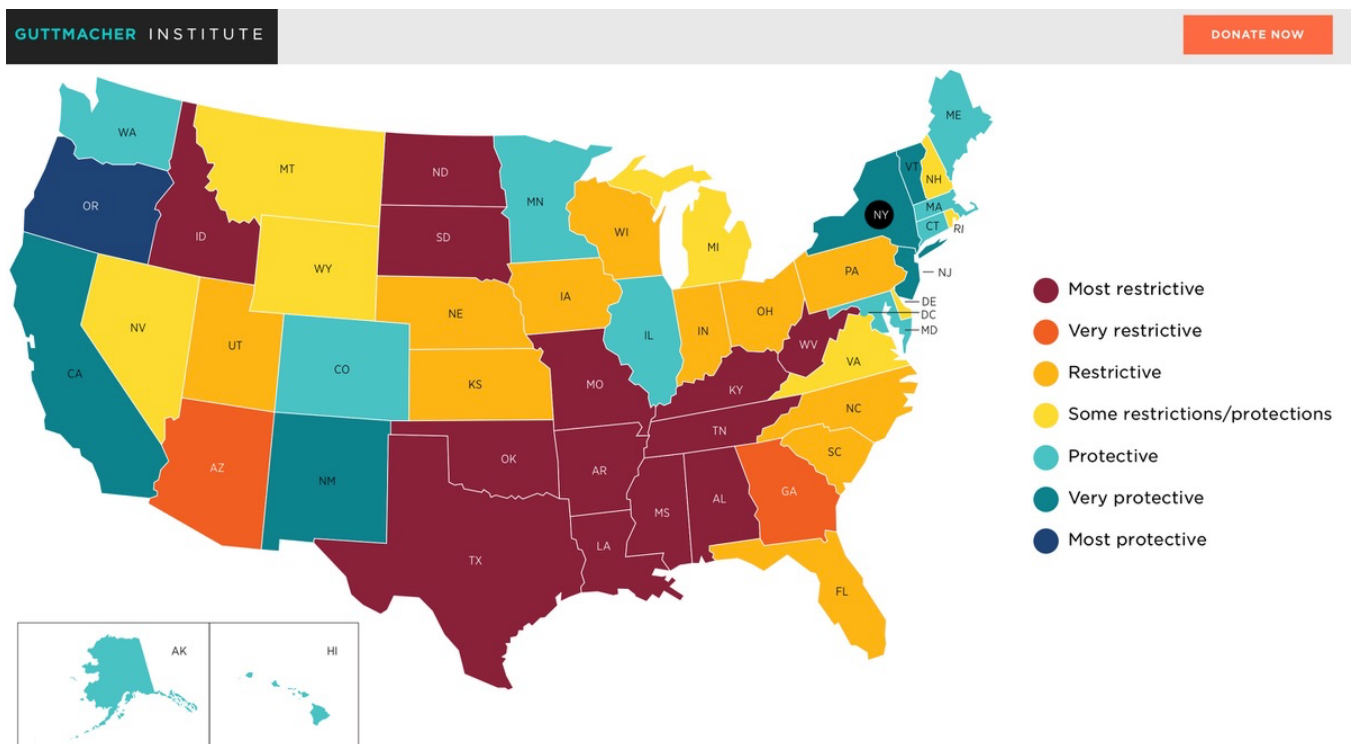 GUTTMACHER INSTITUTE
DONATE NOW
WA
MT
ND
MN
ME
VT
NH
OR
ID
SD
WI
NY
MA
CT
RI
MI
WY
IA
NE
PA
NJ
NV
UT
CO
IL
IN
OH
DE
DC
MD
CA
KS
MO
WV
VA
KY
NC
TN
AZ
NM
OK
AR
SC
MS
AL
GA
TX
LA
FL
AK
HI
Most restrictive
Very restrictive
Restrictive
Some restrictions/protections
Protective
Very protective
Most protective